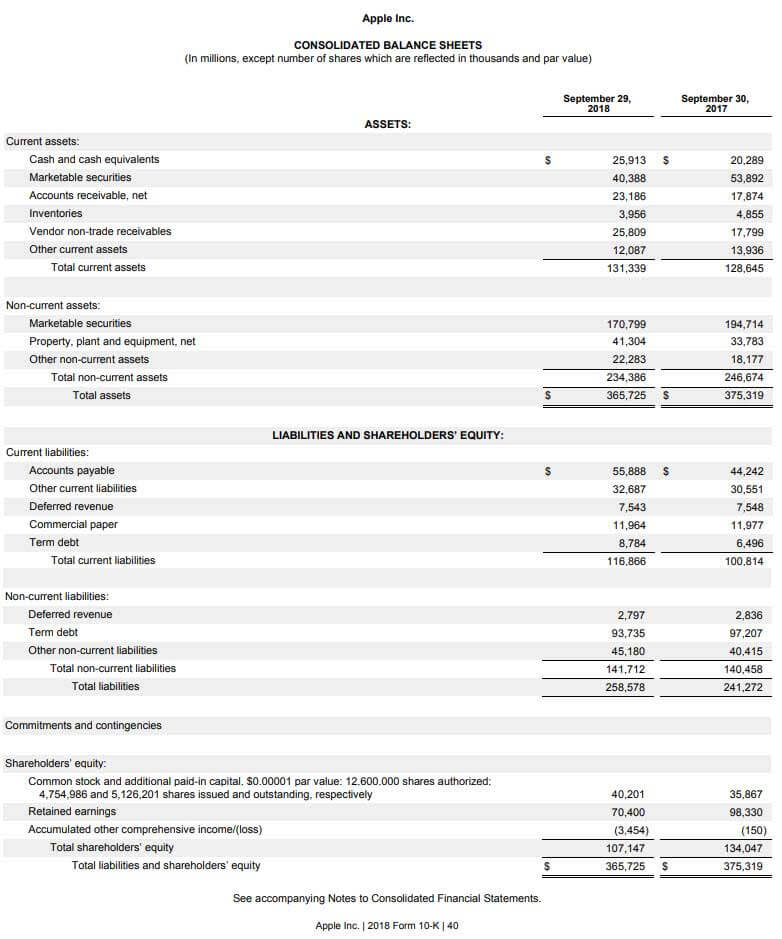 Apple Inc.
CONSOLIDATED BALANCE SHEETS
(In millions, except number of shares which are reflected in thousands and par value)
September 29, 2018 September 30, 2017
ASSETS:
Current assets:
Cash and cash equivalents $ 25,913 $ 20,289
Marketable securities 40,388 53,892
Accounts receivable, net 23,186 17,874
Inventories 3,956 4,855
Vendor non-trade receivables 25,809 17,799
Other current assets 12,087 13,936
Total current assets 131,339 128,645
Non-current assets:
Marketable securities 170,799 194,714
Property, plant and equipment, net 41,304 33,783
Other non-current assets 22,283 18,177
Total non-current assets 234,386 246,674
Total assets $ 365,725 $ 375,319
LIABILITIES AND SHAREHOLDERS' EQUITY:
Current liabilities:
Accounts payable $ 55,888 $ 44,242
Other current liabilities 32,687 30,551
Deferred revenue 7,543 7,548
Commercial paper 11,964 11,977
Term debt 8,784 6,496
Total current liabilities 116,866 100,814
Non-current liabilities:
Deferred revenue 2,797 2,836
Term debt 93,735 97,207
Other non-current liabilities 45,180 40,415
Total non-current liabilities 141,712 140,458
Total liabilities 258,578 241,272
Commitments and contingencies
Shareholders' equity:
Common stock and additional paid-in capital, $0.00001 par value: 12,600,000 shares authorized;
4,754,986 and 5,126,201 shares issued and outstanding, respectively 40,201 35,867
Retained earnings 70,400 98,330
Accumulated other comprehensive income/(loss) (3,454) (150)
Total shareholders' equity 107,147 134,047
Total liabilities and shareholders' equity $ 365,725 $ 375,319
See accompanying Notes to Consolidated Financial Statements.
Apple Inc. | 2018 Form 10-K | 40